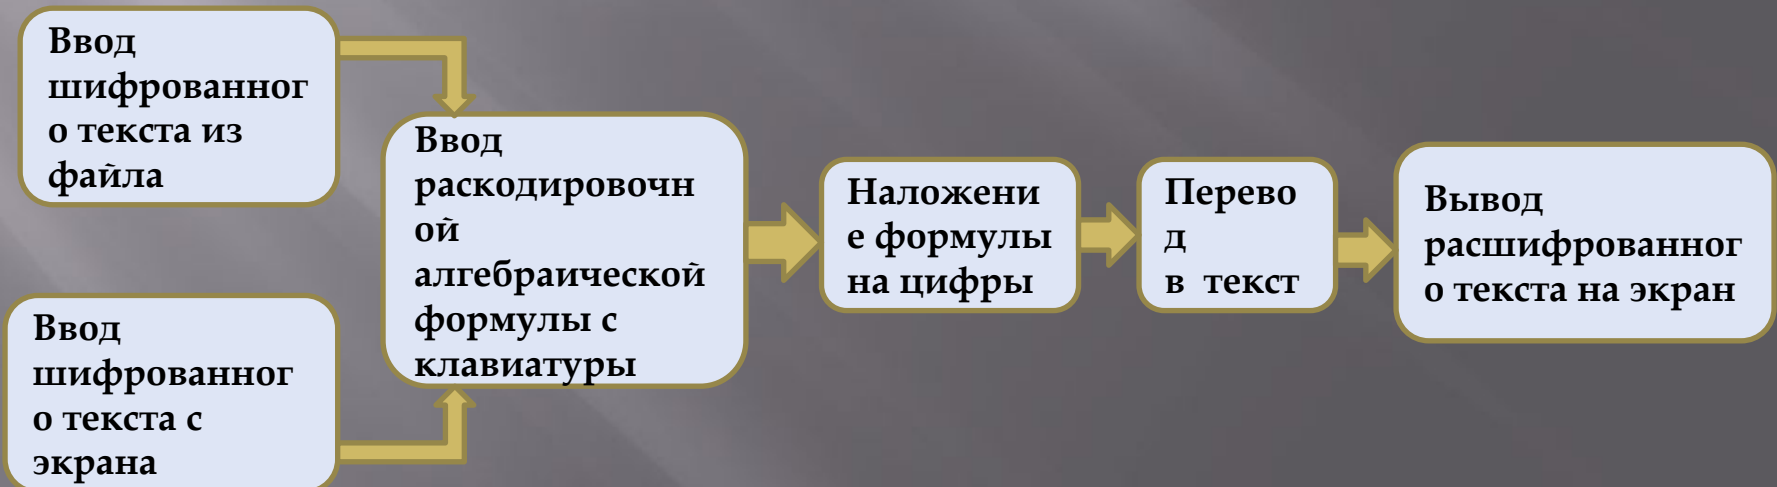 Ввод
шифрованног
о текста из
файла
Ввод
шифрованног
о текста с
экрана
Ввод
раскодировочн
ой
алгебраической
формулы с
клавиатуры
Наложени
е формулы
на цифры
Перево
д
в текст
Вывод
расшифрованног
о текста на экран